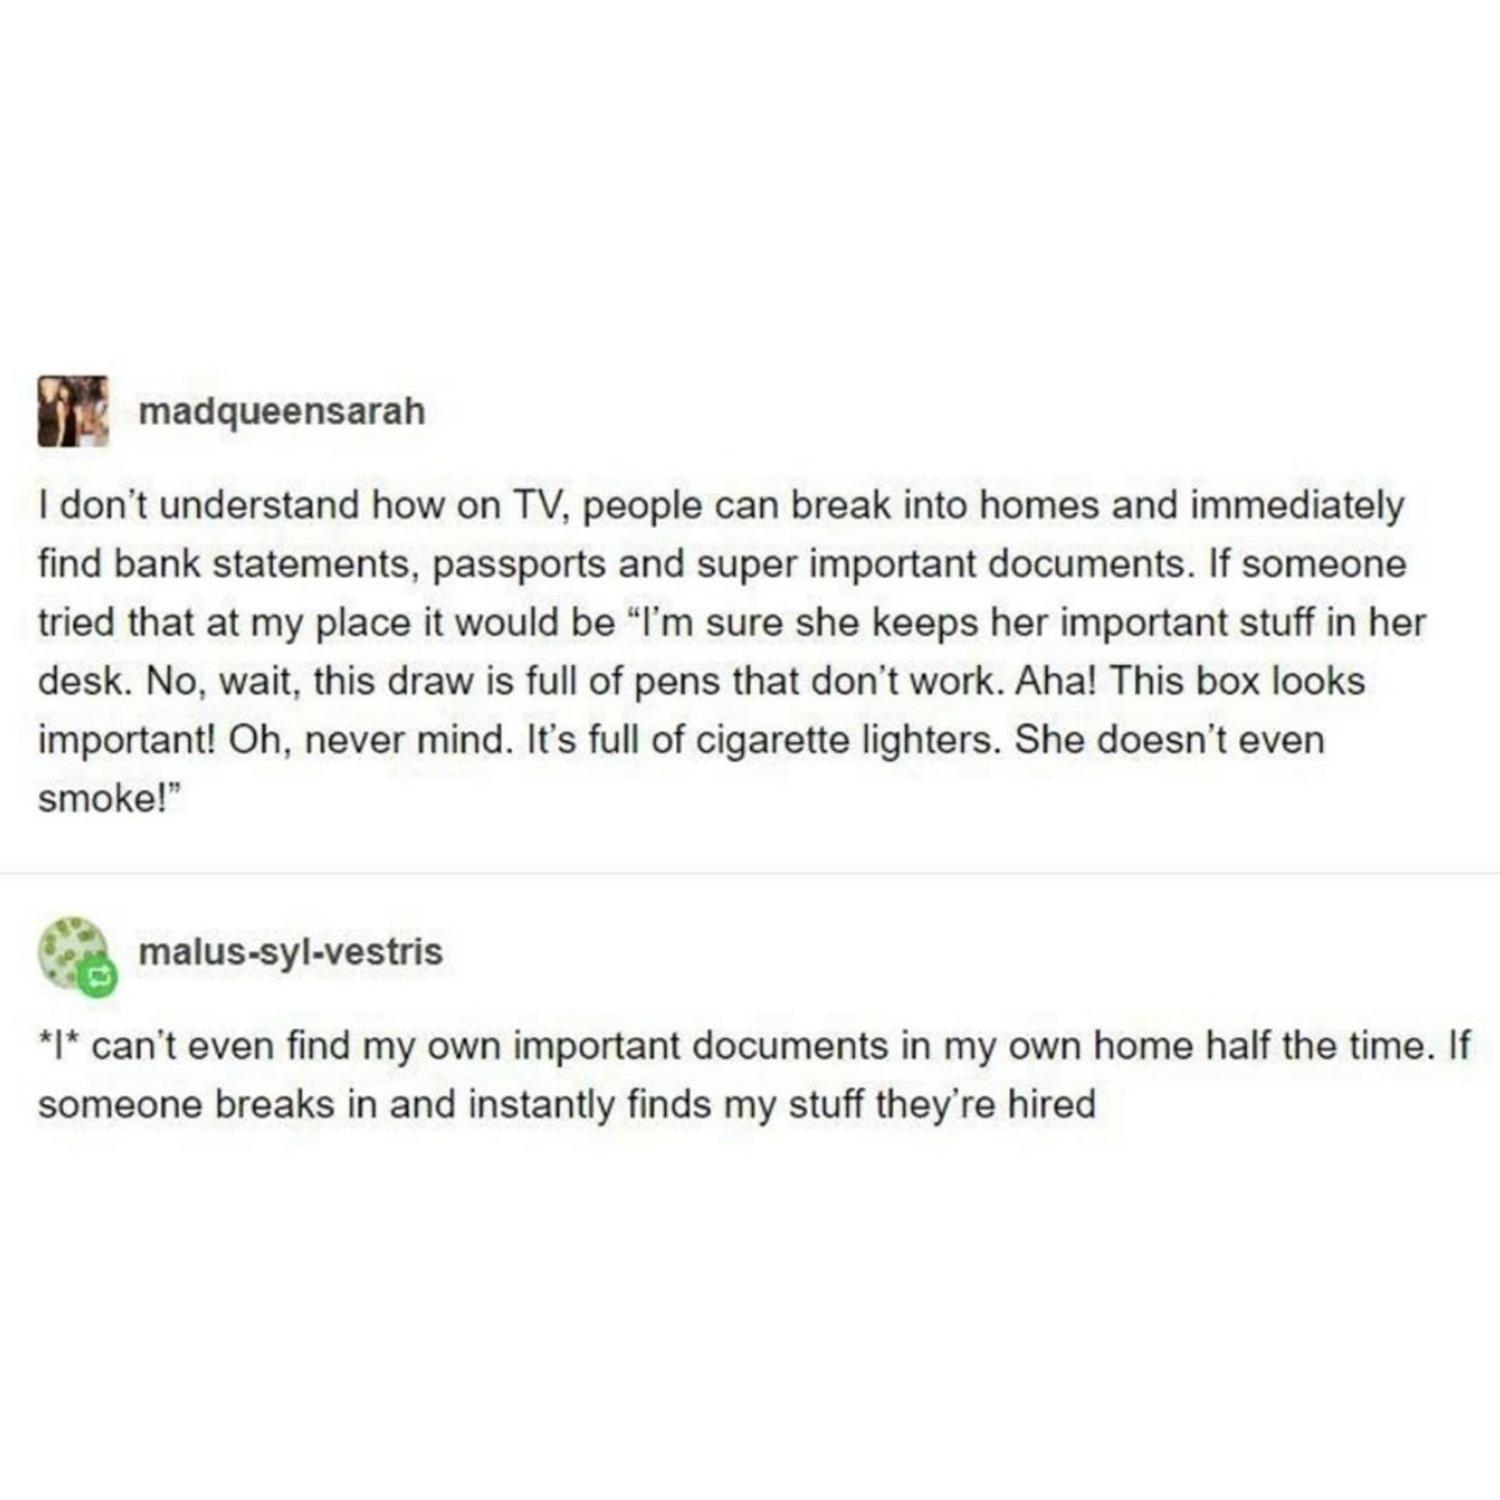 madqueensarah
I don’t understand how on TV, people can break into homes and immediately
find bank statements, passports and super important documents. If someone
tried that at my place it would be “I’m sure she keeps her important stuff in her
desk. No, wait, this draw is full of pens that don’t work. Aha! This box looks
important! Oh, never mind. It’s full of cigarette lighters. She doesn’t even
smoke!”
malus-syl-vestris
*I* can’t even find my own important documents in my own home half the time. If
someone breaks in and instantly finds my stuff they’re hired